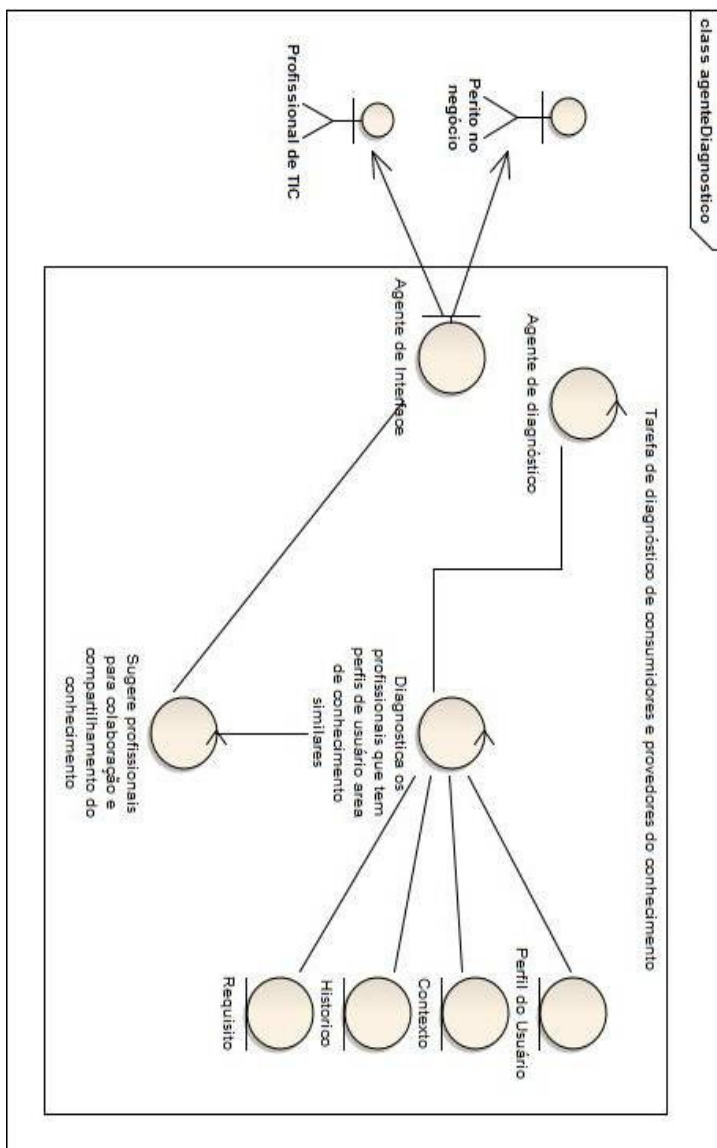 class agenteDiagnostico
Tarefa de diagnóstico de consumidores e provedores do conhecimento
Perito no
negócio
Agente de diagnóstico
Perfil do Usuário
Profissional de TIC
Agente de Interface
Diagnostica os
profissionais que tem
perfis de usuário area
de conhecimento
similares
Contexto
Historico
Sugere profissionais
para colaboração e
compartilhamento do
conhecimento
Requisito